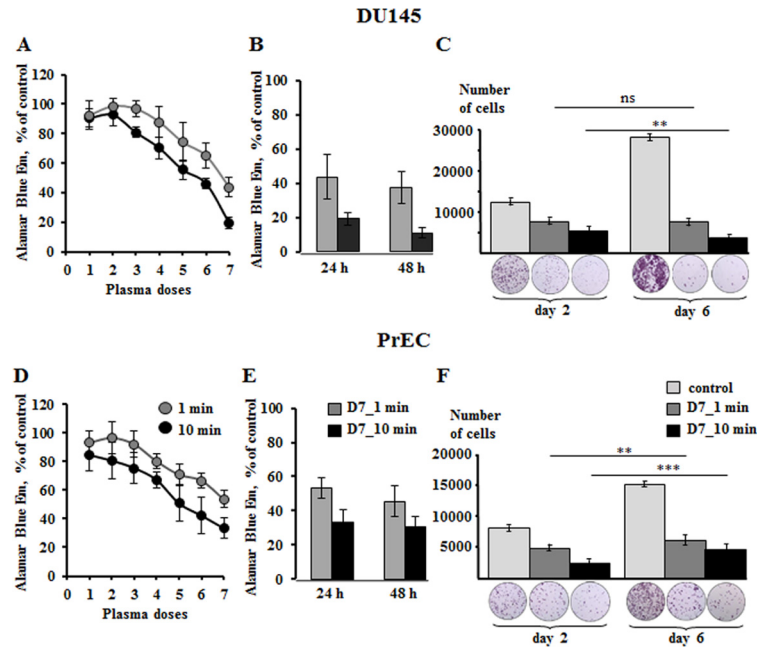 DU145
A
B
C
Alamar Blue Em, % of control
120
100
80
60
40
20
0
0 1 2 3 4 5 6 7
Plasma doses
Alamar Blue Em, % of control
100
80
60
40
20
0
24 h 48 h
Number
of cells
ns
**
30000
20000
10000
day 2 day 6
PrEC
D
E
F
Alamar Blue Em, % of control
120
100
80
60
40
20
0
1 min
10 min
0 1 2 3 4 5 6 7
Plasma doses
Alamar Blue Em, % of control
100
80
60
40
20
0
D7_1 min
D7_10 min
24 h 48 h
control
D7_1 min
D7_10 min
Number
of cells
**
***
20000
15000
10000
5000
day 2 day 6